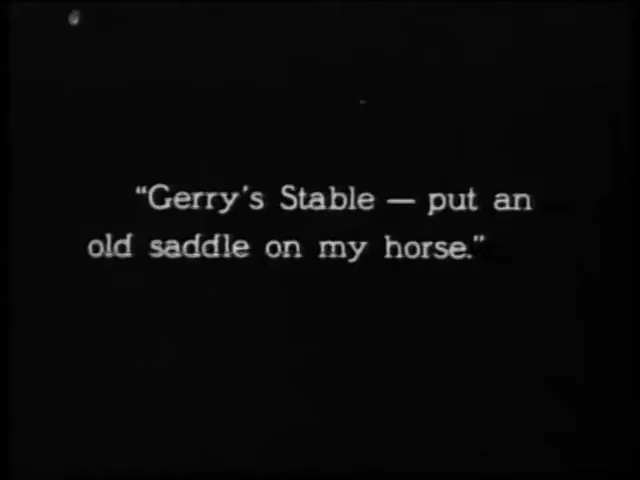 “Gerry's Stable — put an
old saddle on my horse.”